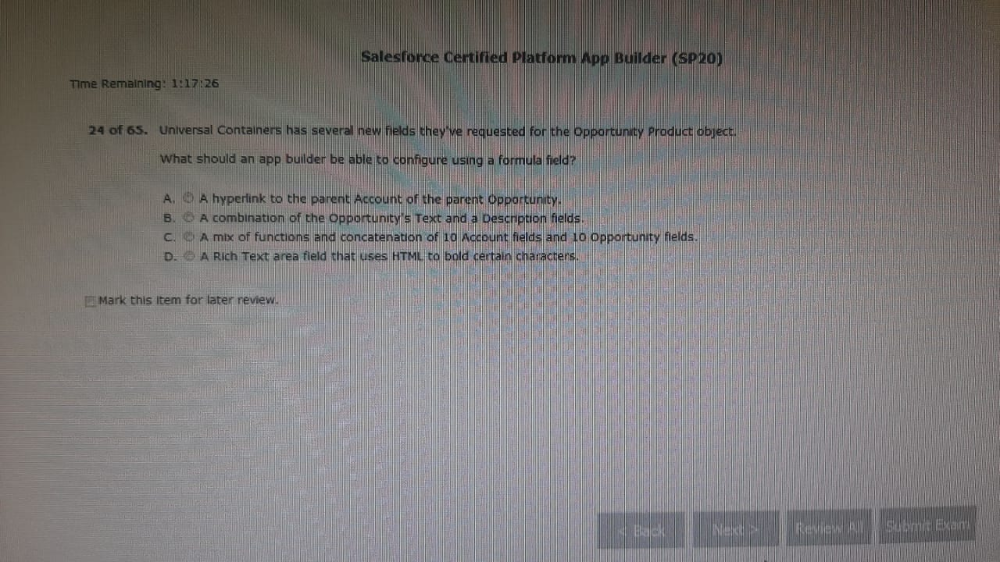 Salesforce Certified Platform App Builder (SP20)
Time Remaining: 1:17:26
24 of 65. Universal Containers has several new fields they've requested for the Opportunity Product object.
What should an app builder be able to configure using a formula field?
A. A hyperlink to the parent Account of the parent Opportunity.
B. A combination of the Opportunity's Text and a Description fields.
C. A mix of functions and concatenation of 10 Account fields and 10 Opportunity fields.
D. A Rich Text area field that uses HTML to bold certain characters.
Mark this item for later review.
< Back Next > Review All Submit Exam